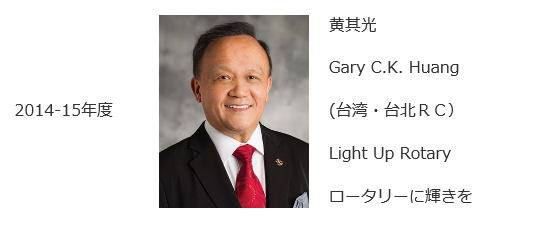 2014-15年度
黄其光
Gary C.K. Huang
(台湾・台北ＲＣ）
Light Up Rotary
ロータリーに輝きを